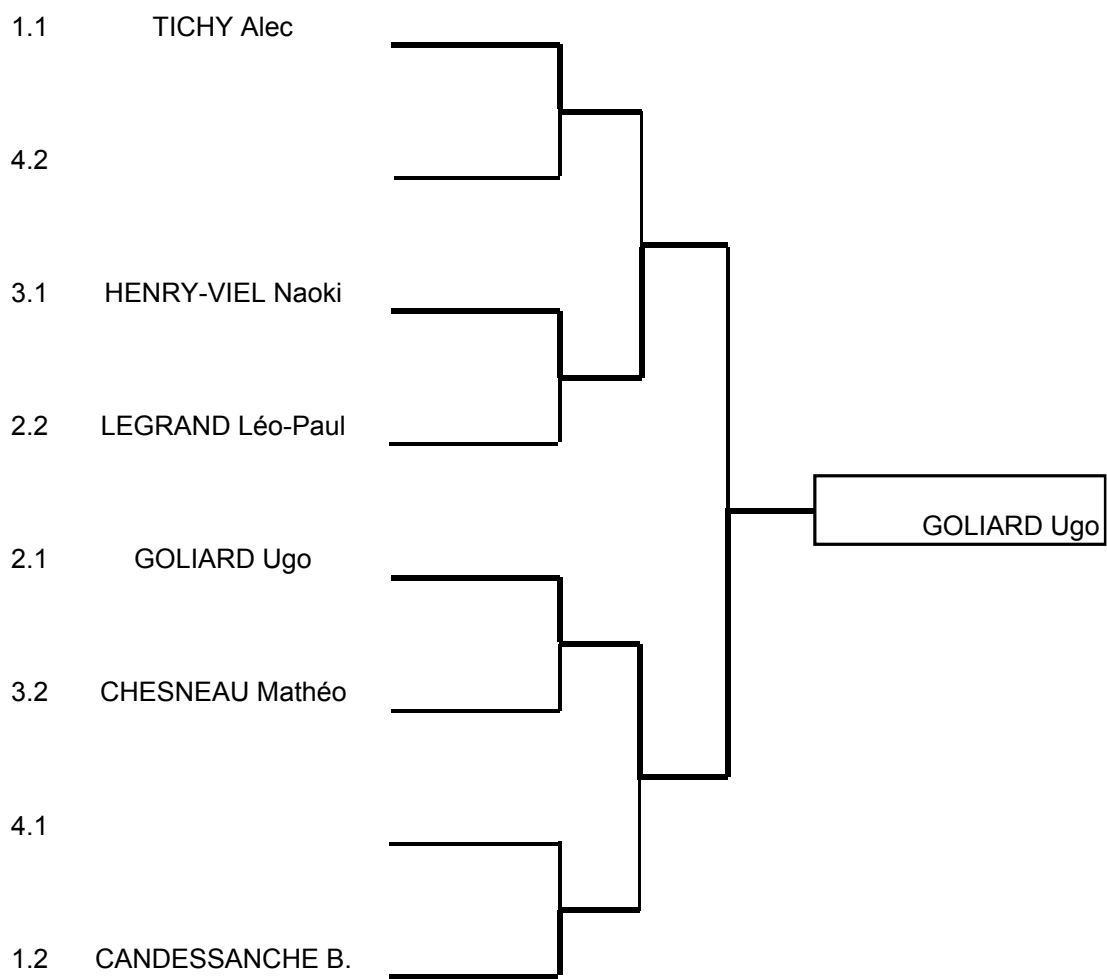 1.1 TICHY Alec
4.2
3.1 HENRY-VIEL Naoki
2.2 LEGRAND Léo-Paul
GOLIARD Ugo
2.1 GOLIARD Ugo
3.2 CHESNEAU Mathéo
4.1
1.2 CANDESSANCHE B.